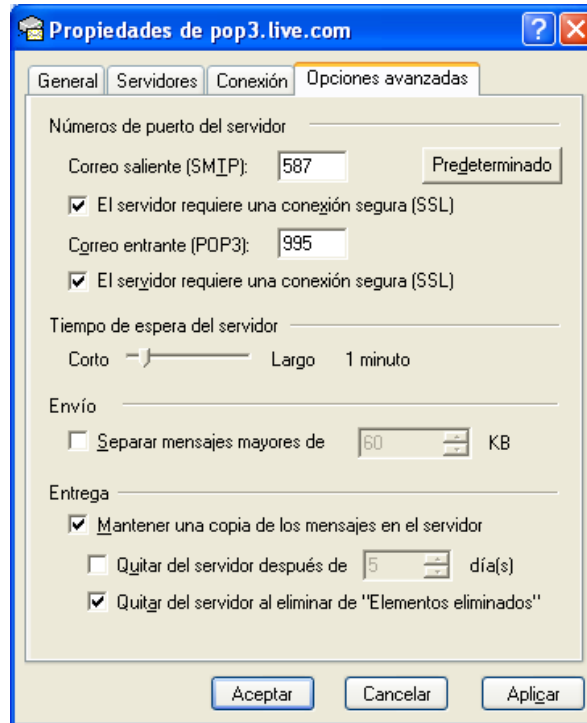 Propiedades de pop3.live.com
General Servidores Conexión Opciones avanzadas
Números de puerto del servidor
Correo saliente (SMTP): 587 Predeterminado
El servidor requiere una conexión segura (SSL)
Correo entrante (POP3): 995
El servidor requiere una conexión segura (SSL)
Tiempo de espera del servidor
Corto Largo 1 minuto
Envío
Separar mensajes mayores de 60 KB
Entrega
Mantener una copia de los mensajes en el servidor
Quitar del servidor después de 5 día(s)
Quitar del servidor al eliminar de "Elementos eliminados"
Aceptar Cancelar Aplicar